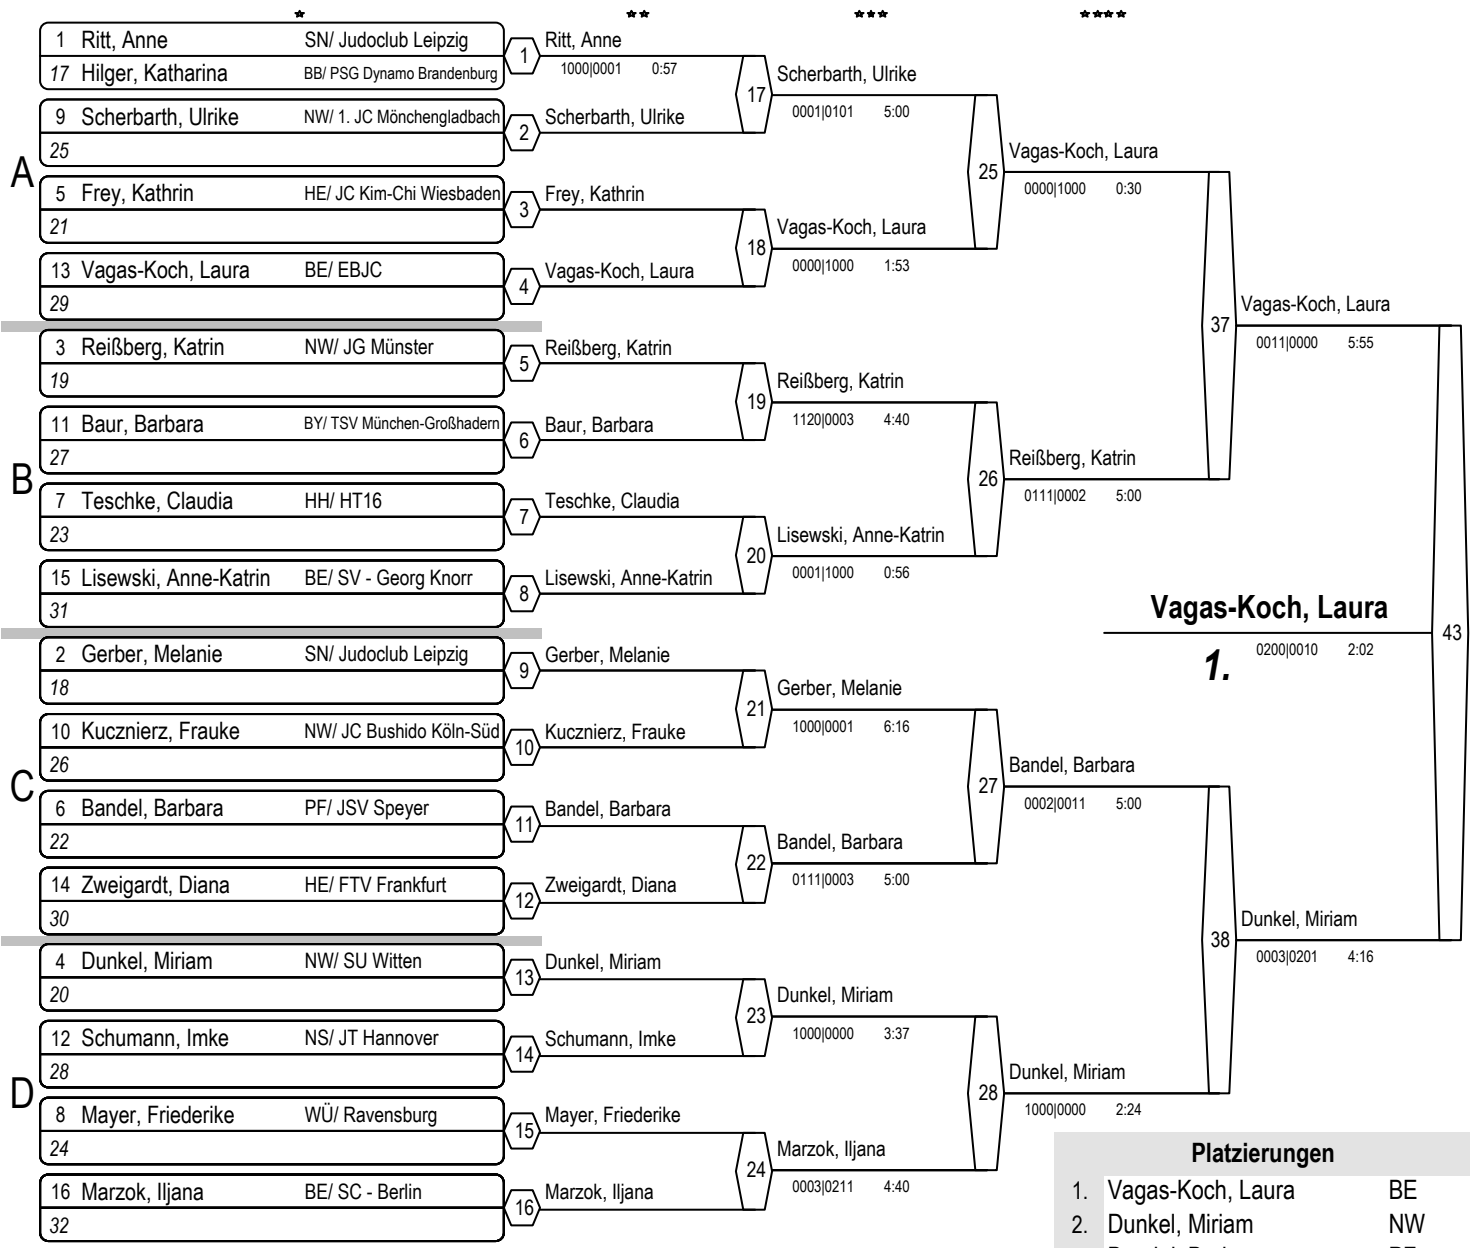 * ** *** ****
1 Ritt, Anne SN/ Judoclub Leipzig
17 Hilger, Katharina BB/ PSG Dynamo Brandenburg
9 Scherbarth, Ulrike NW/ 1. JC Mönchengladbach
25
A
5 Frey, Kathrin HE/ JC Kim-Chi Wiesbaden
21
13 Vagas-Koch, Laura BE/ EBJC
29
3 Reißberg, Katrin NW/ JG Münster
19
11 Baur, Barbara BY/ TSV München-Großhadern
27
B
7 Teschke, Claudia HH/ HT16
23
15 Lisewski, Anne-Katrin BE/ SV - Georg Knorr
31
2 Gerber, Melanie SN/ Judoclub Leipzig
18
10 Kucznierz, Frauke NW/ JC Bushido Köln-Süd
26
C
6 Bandel, Barbara PF/ JSV Speyer
22
14 Zweigardt, Diana HE/ FTV Frankfurt
30
4 Dunkel, Miriam NW/ SU Witten
20
12 Schumann, Imke NS/ JT Hannover
28
D
8 Mayer, Friederike WÜ/ Ravensburg
24
16 Marzok, Iljana BE/ SC - Berlin
32
1 Ritt, Anne
1000|0001 0:57
2 Scherbarth, Ulrike
3 Frey, Kathrin
4 Vagas-Koch, Laura
5 Reißberg, Katrin
6 Baur, Barbara
7 Teschke, Claudia
8 Lisewski, Anne-Katrin
9 Gerber, Melanie
10 Kucznierz, Frauke
11 Bandel, Barbara
12 Zweigardt, Diana
13 Dunkel, Miriam
14 Schumann, Imke
15 Mayer, Friederike
16 Marzok, Iljana
17 Scherbarth, Ulrike
0001|0101 5:00
18 Vagas-Koch, Laura
0000|1000 1:53
19 Reißberg, Katrin
1120|0003 4:40
20 Lisewski, Anne-Katrin
0001|1000 0:56
21 Gerber, Melanie
1000|0001 6:16
22 Bandel, Barbara
0111|0003 5:00
23 Dunkel, Miriam
1000|0000 3:37
24 Marzok, Iljana
0003|0211 4:40
25 Vagas-Koch, Laura
0000|1000 0:30
26 Reißberg, Katrin
0111|0002 5:00
27 Bandel, Barbara
0002|0011 5:00
28 Dunkel, Miriam
1000|0000 2:24
37 Vagas-Koch, Laura
0011|0000 5:55
38 Dunkel, Miriam
0003|0201 4:16
43
Vagas-Koch, Laura
1. 0200|0010 2:02
Platzierungen
1. Vagas-Koch, Laura BE
2. Dunkel, Miriam NW